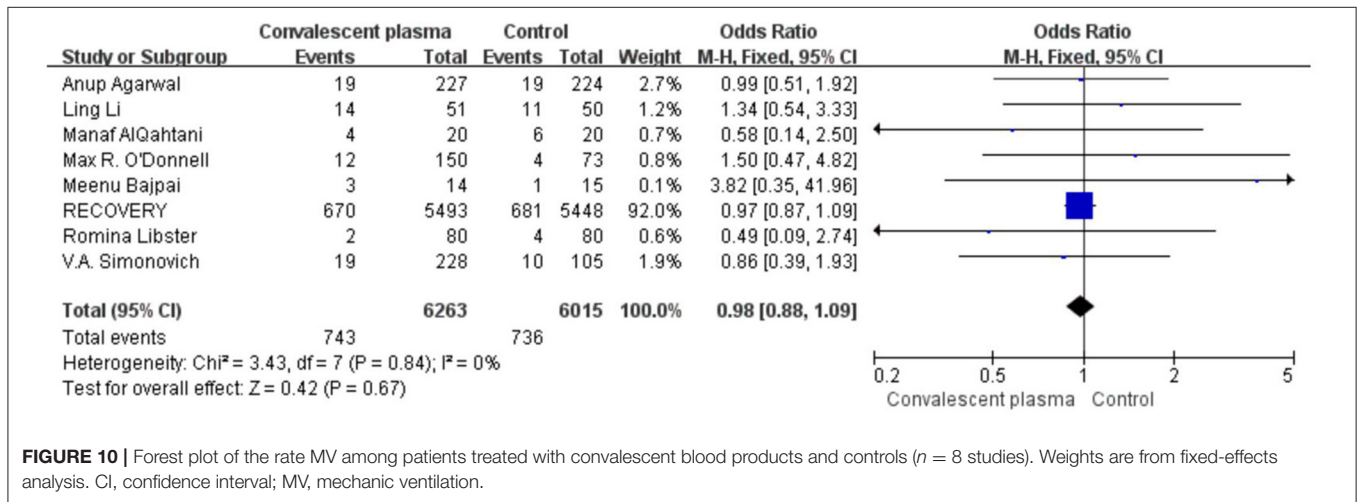 Convalescent plasma Control Odds Ratio Odds Ratio
Study or Subgroup Events Total Events Total Weight M-H, Fixed, 95% CI M-H, Fixed, 95% CI
Anup Agarwal 19 227 19 224 2.7% 0.99 [0.51, 1.92]
Ling Li 14 51 11 50 1.2% 1.34 [0.54, 3.33]
Manaf AlQahtani 4 20 6 20 0.7% 0.58 [0.14, 2.50]
Max R. O'Donnell 12 150 4 73 0.8% 1.50 [0.47, 4.82]
Meenu Bajpai 3 14 1 15 0.1% 3.82 [0.35, 41.96]
RECOVERY 670 5493 681 5448 92.0% 0.97 [0.87, 1.09]
Romina Libster 2 80 4 80 0.6% 0.49 [0.09, 2.74]
V.A. Simonovich 19 228 10 105 1.9% 0.86 [0.39, 1.93]
Total (95% CI) 6263 6015 100.0% 0.98 [0.88, 1.09]
Total events 743 736
Heterogeneity: Chi² = 3.43, df = 7 (P = 0.84); I² = 0%
Test for overall effect: Z = 0.42 (P = 0.67)
0.2 0.5 1 2 5
Convalescent plasma Control
FIGURE 10 | Forest plot of the rate MV among patients treated with convalescent blood products and controls (n = 8 studies). Weights are from fixed-effects
analysis. CI, confidence interval; MV, mechanic ventilation.